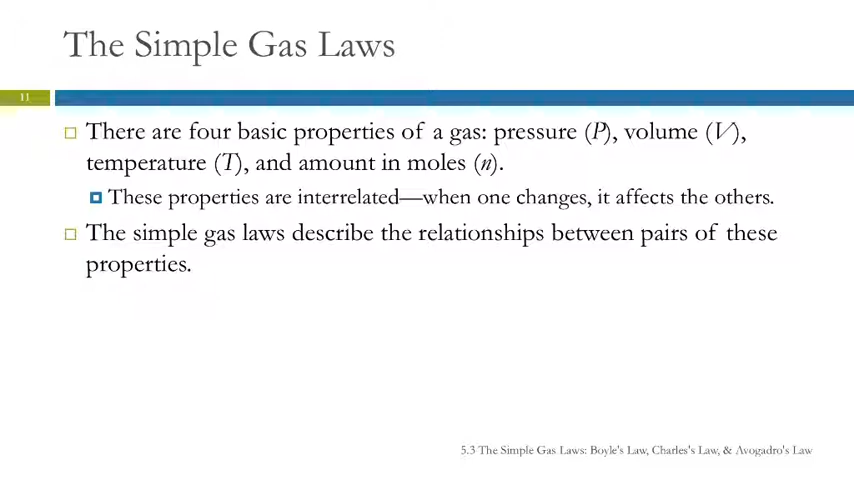 The Simple Gas Laws
11
There are four basic properties of a gas: pressure (P), volume (V),
temperature (T), and amount in moles (n).
These properties are interrelated—when one changes, it affects the others.
The simple gas laws describe the relationships between pairs of these
properties.
5.3 The Simple Gas Laws: Boyle's Law, Charles's Law, & Avogadro's Law